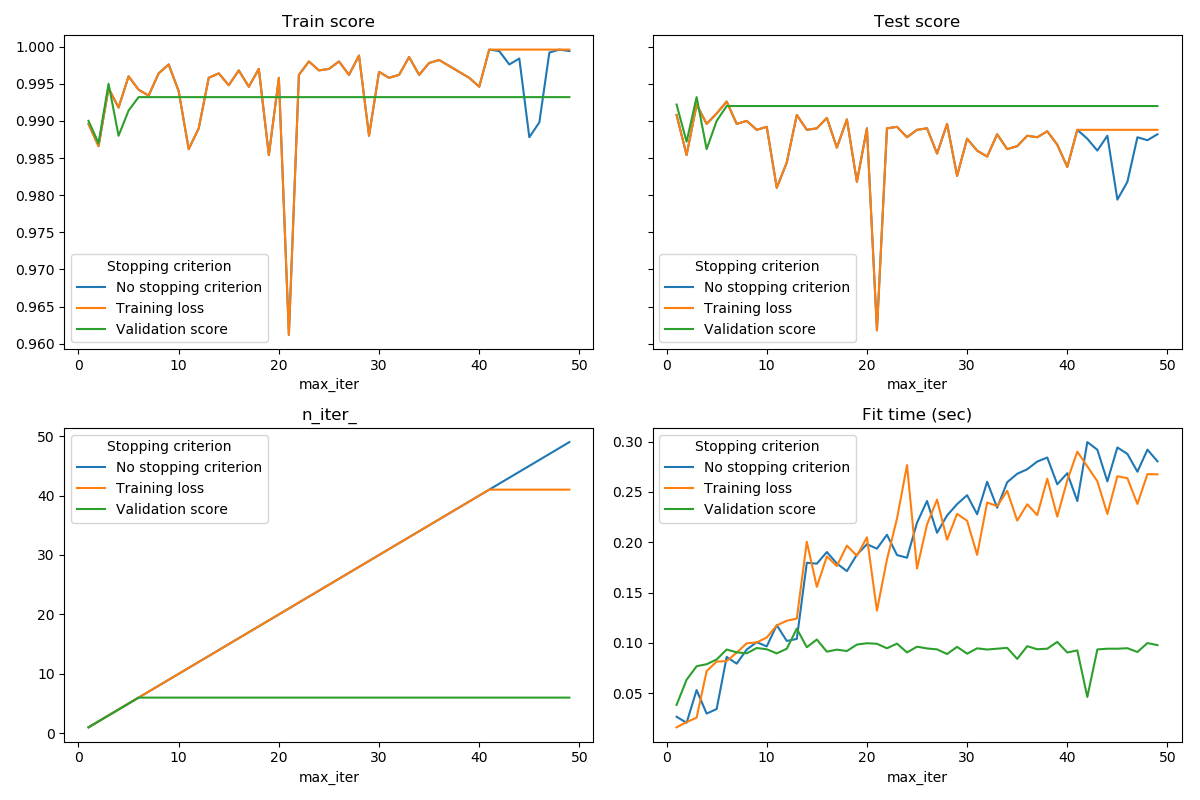 Train score
1.000
0.995
0.990
0.985
0.980
0.975
0.970
0.965
0.960
Stopping criterion
No stopping criterion
Training loss
Validation score
0 10 20 30 40 50
max_iter
Test score
Stopping criterion
No stopping criterion
Training loss
Validation score
0 10 20 30 40 50
max_iter
n_iter_
50
40
30
20
10
0
Stopping criterion
No stopping criterion
Training loss
Validation score
0 10 20 30 40 50
max_iter
Fit time (sec)
0.30
0.25
0.20
0.15
0.10
0.05
Stopping criterion
No stopping criterion
Training loss
Validation score
0 10 20 30 40 50
max_iter